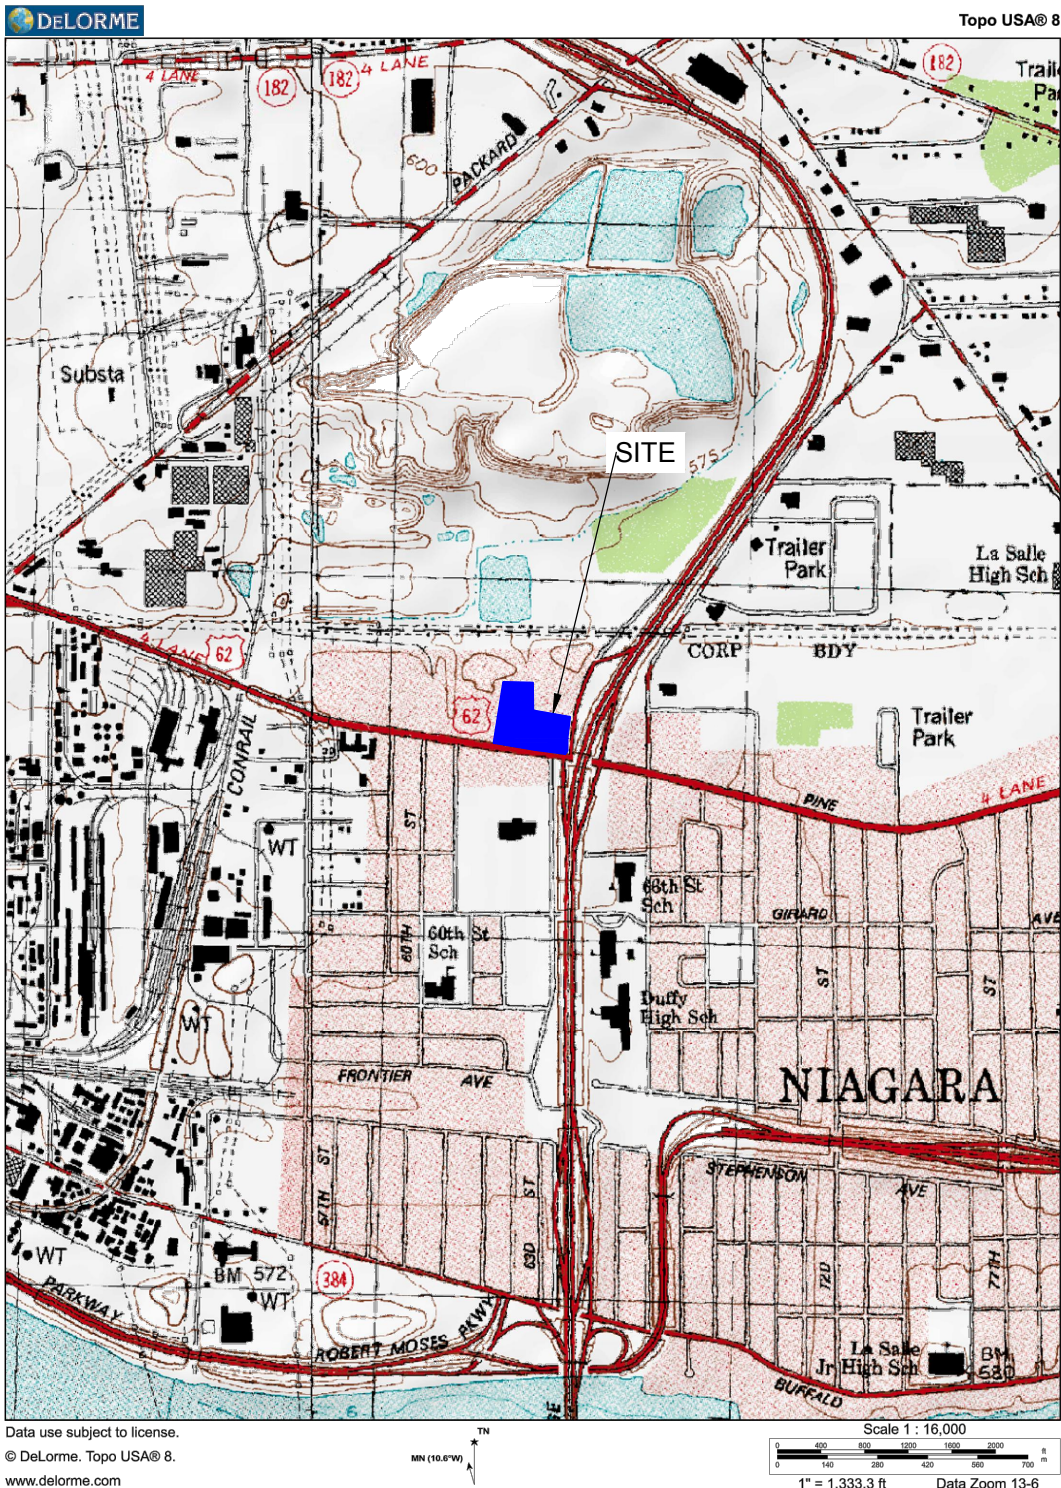 DELORME
Topo USA® 8
4 LANE
182
182
4 LANE
182
Trail
Pa
600
PACKARD
Substa
SITE
575
Trailer
Park
La Salle
High Sch
4 LANE
62
CORP BDY
62
Trailer
Park
CONRAIL
PINE
4 LANE
ST
WT
66th St
Sch
GIRARD
AVE
60TH
60th St
Sch
ST
ST
Duffy
High Sch
WT
FRONTIER AVE
NIAGARA
STEPHENSON
AVE
ST
57TH
ST
63D
72D
77TH
WT
BM 572
WT
384
PARKWAY
ROBERT MOSES PKWY
La Salle
Jr High Sch
BM
580
BUFFALO
6
Data use subject to license.
© DeLorme. Topo USA® 8.
www.delorme.com
TN
MN (10.6°W)
Scale 1 : 16,000
0 400 800 1200 1600 2000
ft
m
0 140 280 420 560 700
1" = 1,333.3 ft Data Zoom 13-6